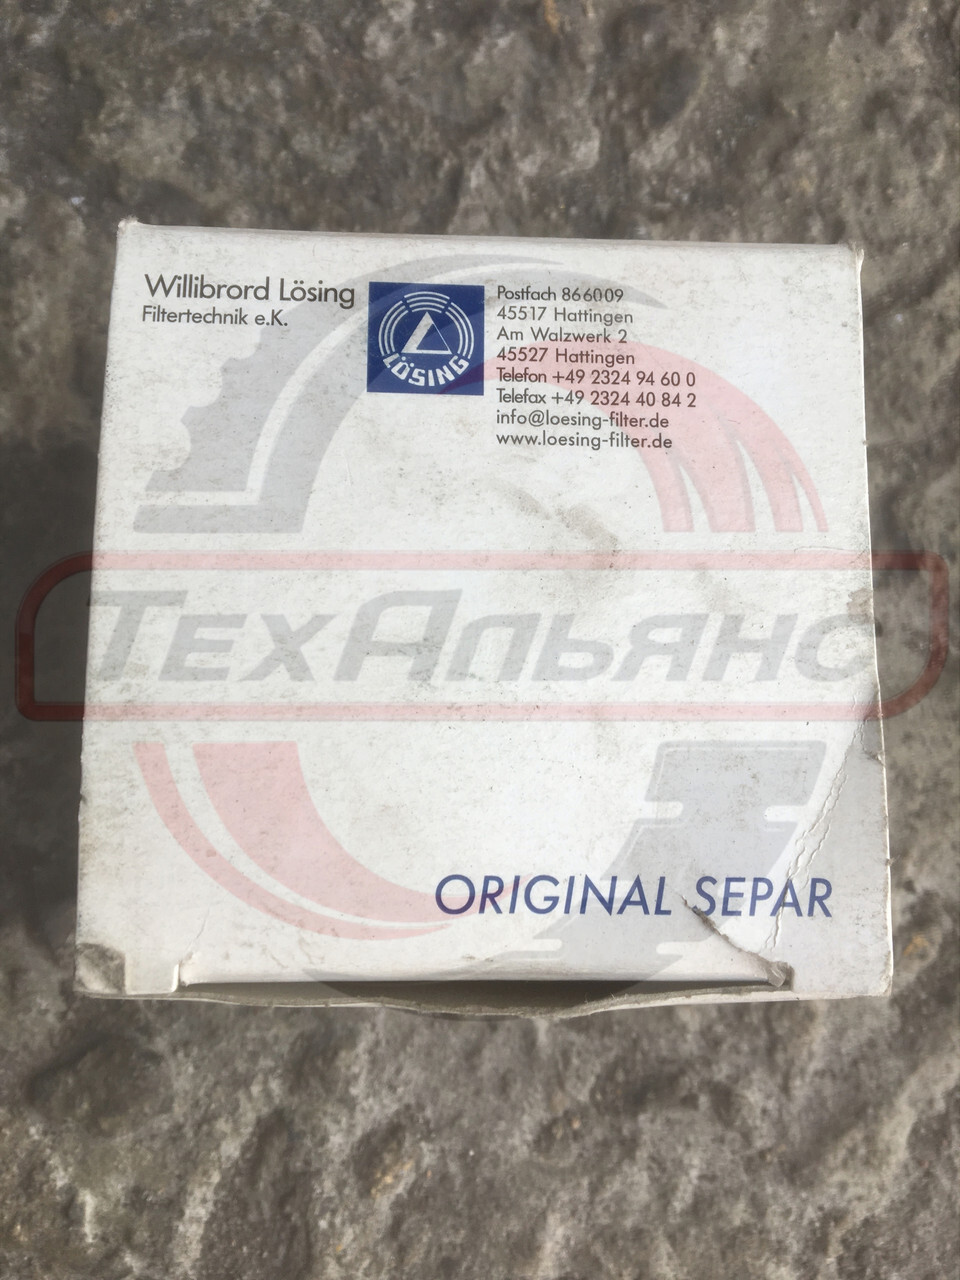 Willibrord Lösing
Filtertechnik e.K.
LÖSING
Postfach 866009
45517 Hattingen
Am Walzwerk 2
45527 Hattingen
Telefon +49 2324 94 60 0
Telefax +49 2324 40 84 2
info@loesing-filter.de
www.loesing-filter.de
ТехАльянс
ORIGINAL SEPAR